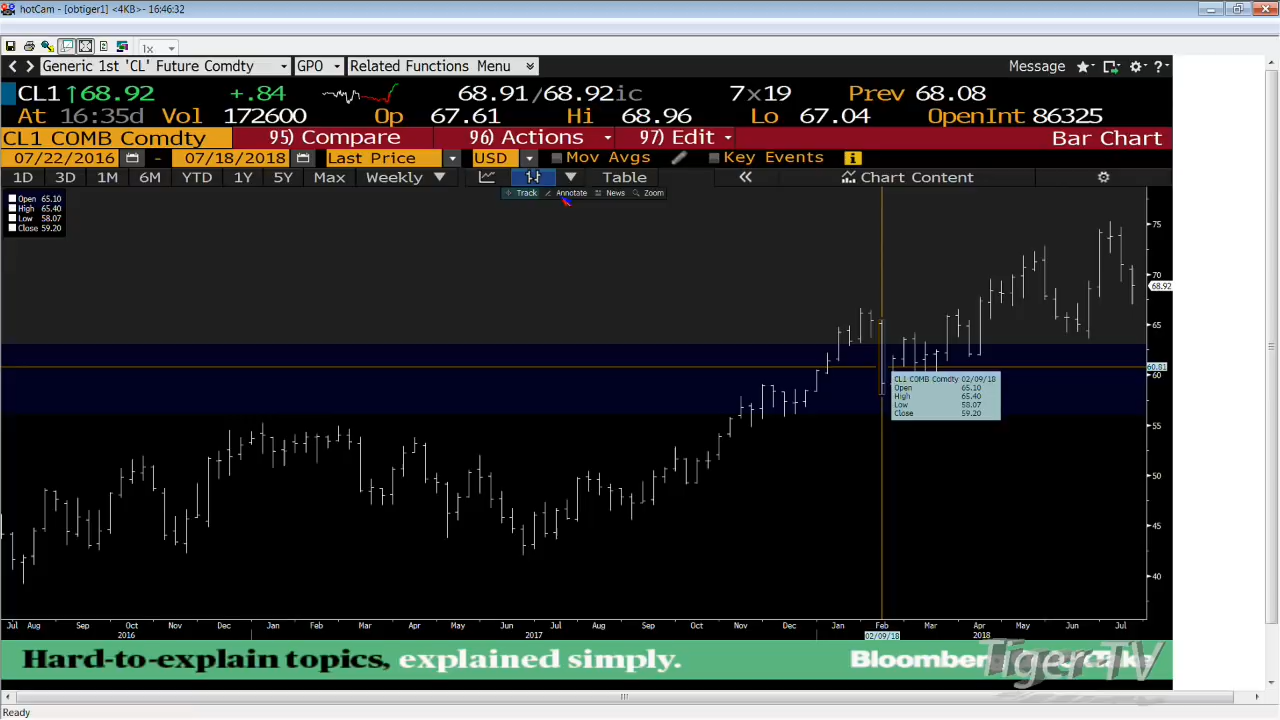 hotCam - [obtiger1] <4KB> - 16:46:32
1x
Generic 1st 'CL' Future Comdty GPO Related Functions Menu Message ?
CL1 ↑68.92 +.84 68.91/68.92ic 7x19 Prev 68.08
At 16:35d Vol 172600 Op 67.61 Hi 68.96 Lo 67.04 OpenInt 86325
CL1 COMB Comdty 95) Compare 96) Actions 97) Edit Bar Chart
07/22/2016 - 07/18/2018 Last Price USD Mov Avgs Key Events
1D 3D 1M 6M YTD 1Y 5Y Max Weekly Table « Chart Content
Track Annotate News Zoom
Open 65.10
High 65.40
Low 58.07
Close 59.20
75
70
68.92
65
60.81
60
CL1 COMB Comdty 02/09/18
Open 65.10
High 65.40
Low 58.07
Close 59.20
55
50
45
40
Jul Aug Oct Nov Dec Jan Feb Mar Apr May Jun Jul Aug Sep Oct Nov Dec Jan Feb Mar Apr May Jun Jul
2016 2017 02/09/18 2018
Hard-to-explain topics, explained simply. Bloomberg
Tiger TV
Ready